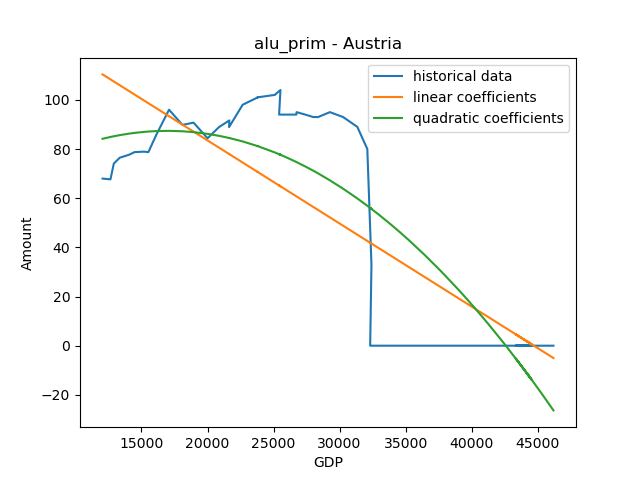 alu_prim - Austria
historical data
linear coefficients
quadratic coefficients
Amount
100
80
60
40
20
0
−20
15000 20000 25000 30000 35000 40000 45000
GDP